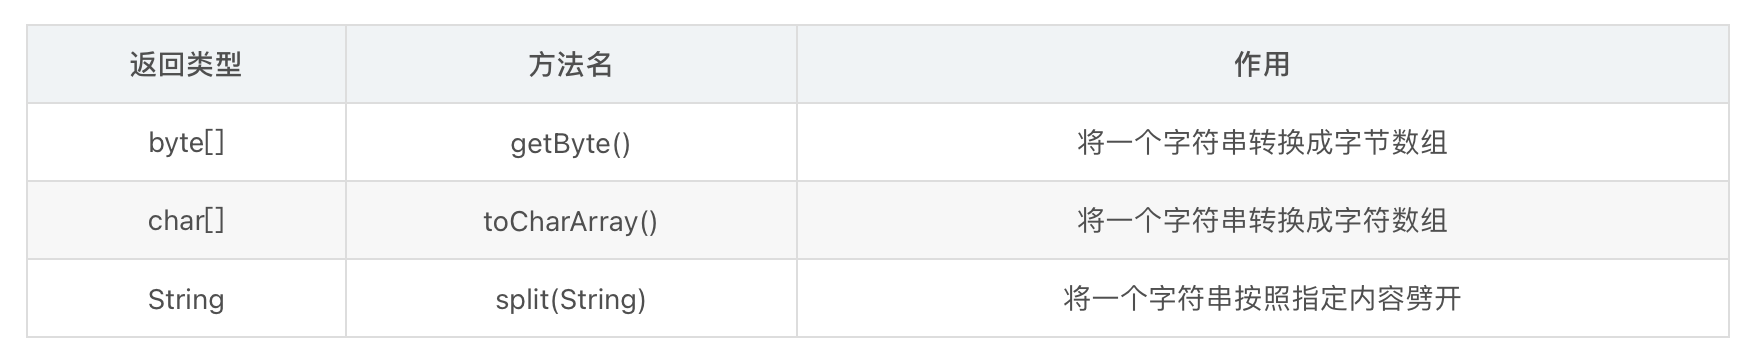 返回类型 方法名 作用
byte[] getByte() 将一个字符串转换成字节数组
char[] toCharArray() 将一个字符串转换成字符数组
String split(String) 将一个字符串按照指定内容劈开